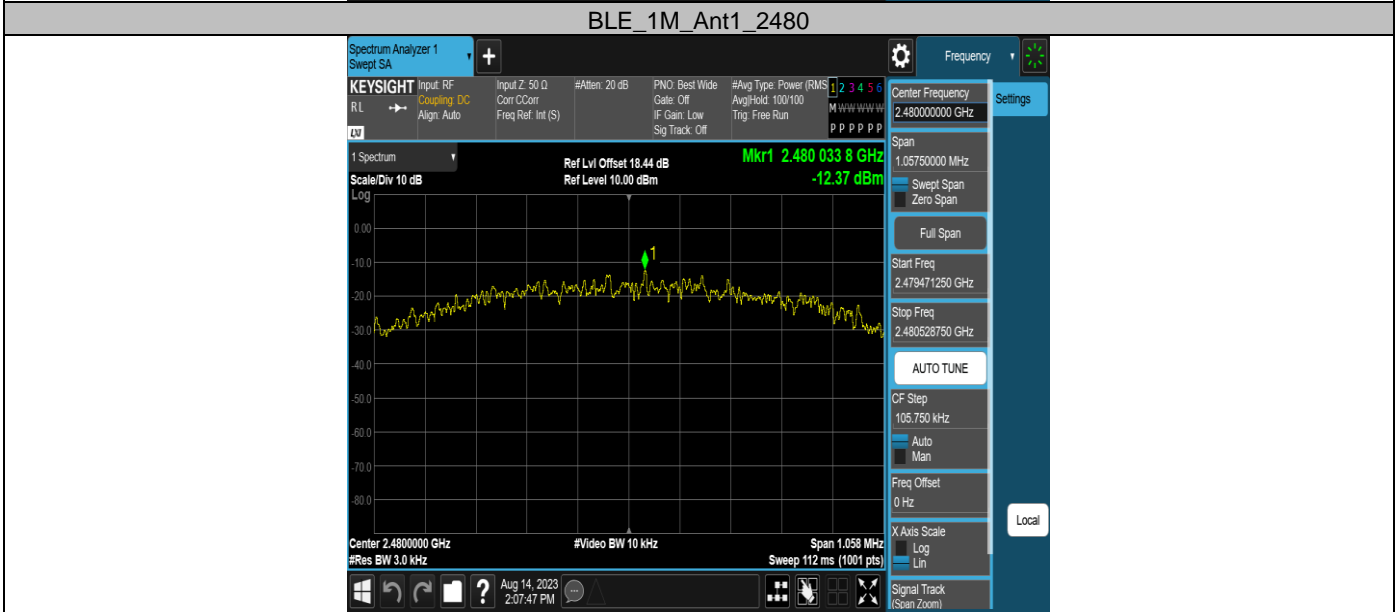 BLE_1M_Ant1_2480
Spectrum Analyzer 1
Swept SA
Frequency
KEYSIGHT
RL
LXI
Input: RF
Coupling: DC
Align: Auto
Input Z: 50 Ω
Corr CCorr
Freq Ref: Int (S)
#Atten: 20 dB
PNO: Best Wide
Gate: Off
IF Gain: Low
Sig Track: Off
#Avg Type: Power (RMS
Avg|Hold: 100/100
Trig: Free Run
1 2 3 4 5 6
M W W W W W
P P P P P P
Center Frequency
2.480000000 GHz
Settings
Span
1.05750000 MHz
Swept Span
Zero Span
Full Span
Start Freq
2.479471250 GHz
Stop Freq
2.480528750 GHz
AUTO TUNE
CF Step
105.750 kHz
Auto
Man
Freq Offset
0 Hz
X Axis Scale
Log
Lin
Signal Track
(Span Zoom)
Local
1 Spectrum
Scale/Div 10 dB
Log
Ref Lvl Offset 18.44 dB
Ref Level 10.00 dBm
Mkr1 2.480 033 8 GHz
-12.37 dBm
1
0.00
-10.0
-20.0
-30.0
-40.0
-50.0
-60.0
-70.0
-80.0
Center 2.4800000 GHz
#Res BW 3.0 kHz
#Video BW 10 kHz
Span 1.058 MHz
Sweep 112 ms (1001 pts)
?
Aug 14, 2023
2:07:47 PM